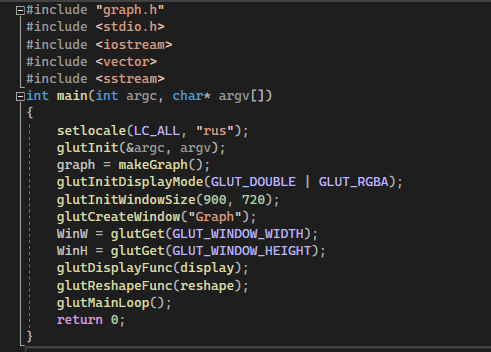 #include "graph.h"
#include <stdio.h>
#include <iostream>
#include <vector>
#include <sstream>
int main(int argc, char* argv[])
{
setlocale(LC_ALL, "rus");
glutInit(&argc, argv);
graph = makeGraph();
glutInitDisplayMode(GLUT_DOUBLE | GLUT_RGBA);
glutInitWindowSize(900, 720);
glutCreateWindow("Graph");
WinW = glutGet(GLUT_WINDOW_WIDTH);
WinH = glutGet(GLUT_WINDOW_HEIGHT);
glutDisplayFunc(display);
glutReshapeFunc(reshape);
glutMainLoop();
return 0;
}